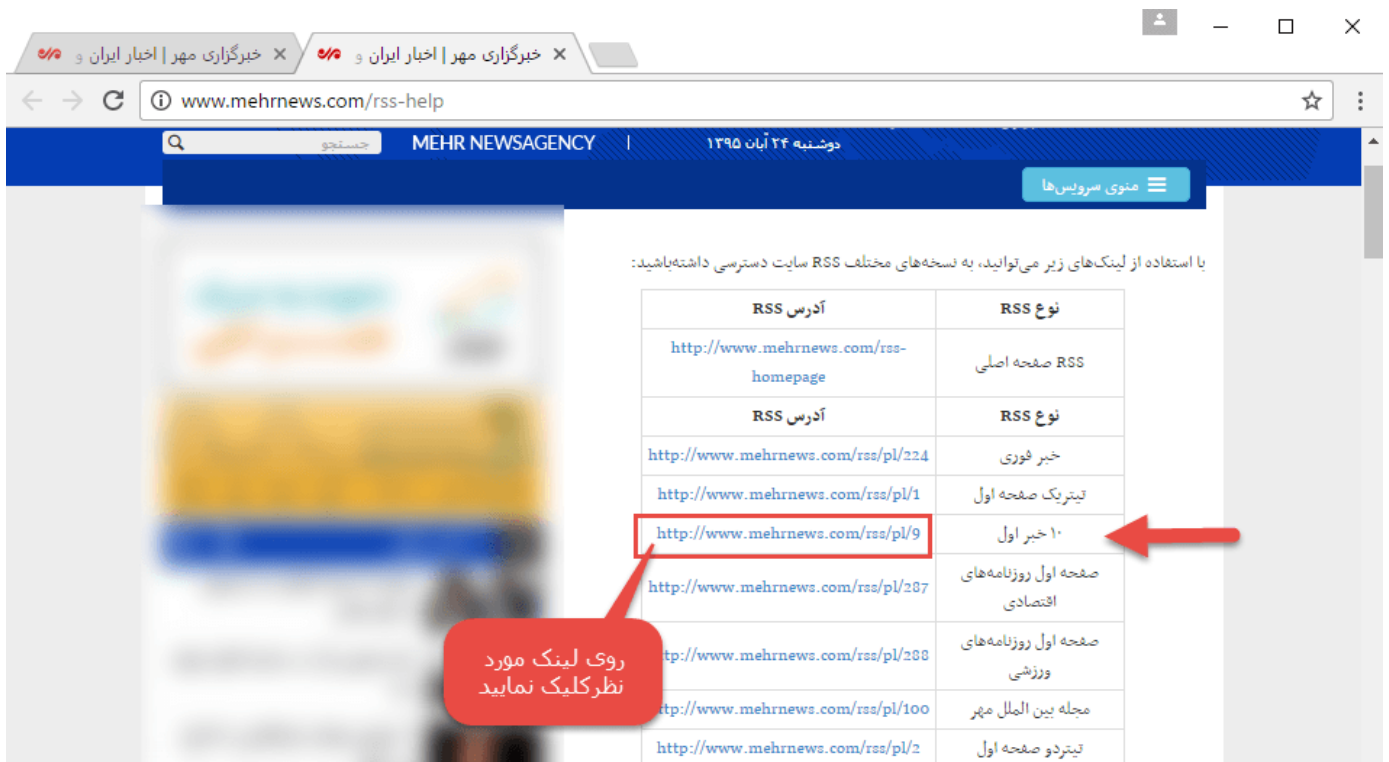 خبرگزاری مهر | اخبار ایران و
خبرگزاری مهر | اخبار ایران و
www.mehrnews.com/rss-help
دوشنبه ۲۴ آبان ۱۳۹۵ | MEHR NEWSAGENCY
جستجو
منوی سرویس‌ها
با استفاده از لینک‌های زیر می‌توانید، به نسخه‌های مختلف RSS سایت دسترسی داشته‌باشید:
نوع RSS آدرس RSS
RSS صفحه اصلی
http://www.mehrnews.com/rss-
homepage
نوع RSS آدرس RSS
خبر فوری http://www.mehrnews.com/rss/pl/224
تیتریک صفحه اول http://www.mehrnews.com/rss/pl/1
۱۰ خبر اول http://www.mehrnews.com/rss/pl/9
صفحه اول روزنامه‌های
اقتصادی
http://www.mehrnews.com/rss/pl/287
صفحه اول روزنامه‌های
ورزشی
tp://www.mehrnews.com/rss/pl/288
مجله بین الملل مهر ttp://www.mehrnews.com/rss/pl/100
تیتردو صفحه اول http://www.mehrnews.com/rss/pl/2
روی لینک مورد
نظرکلیک نمایید